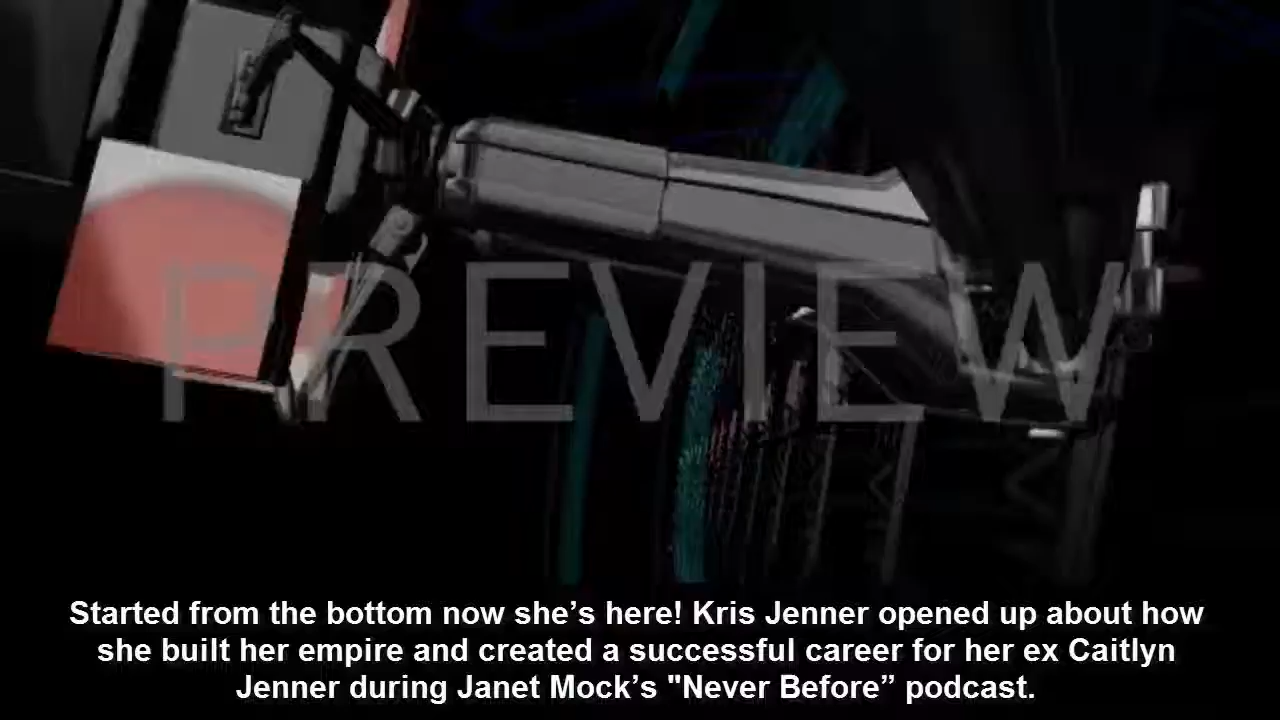 PREVIEW
Started from the bottom now she’s here! Kris Jenner opened up about how
she built her empire and created a successful career for her ex Caitlyn
Jenner during Janet Mock’s "Never Before” podcast.